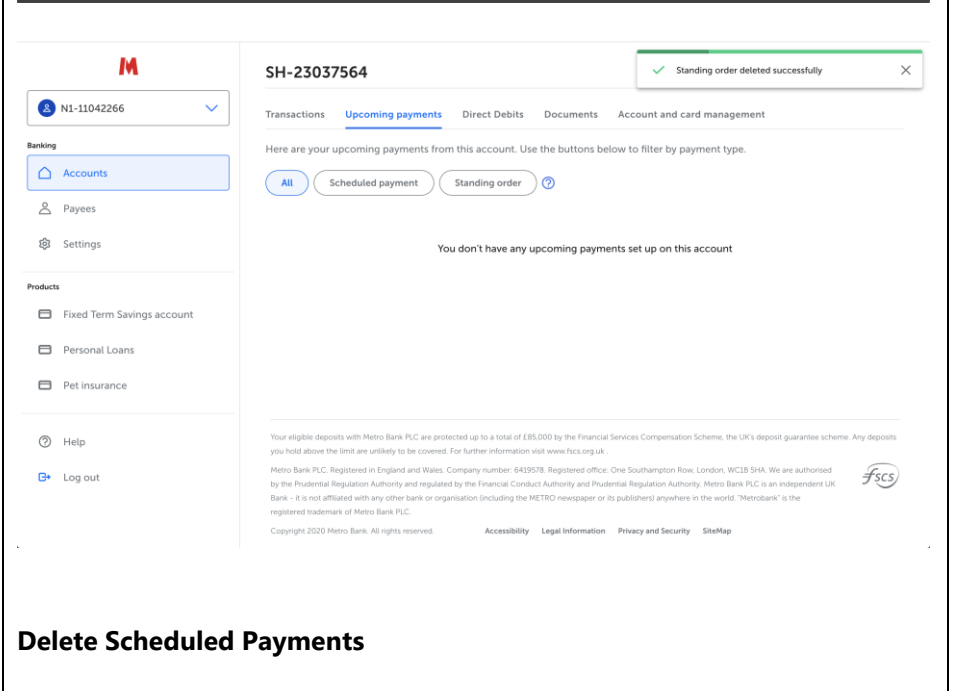 M
SH-23037564
Standing order deleted successfully
N1-11042266
Transactions Upcoming payments Direct Debits Documents Account and card management
Banking
Here are your upcoming payments from this account. Use the buttons below to filter by payment type.
Accounts
All Scheduled payment Standing order ?
Payees
Settings
You don't have any upcoming payments set up on this account
Products
Fixed Term Savings account
Personal Loans
Pet insurance
? Help
Log out
Your eligible deposits with Metro Bank PLC are protected up to a total of £85,000 by the Financial Services Compensation Scheme, the UK's deposit guarantee scheme. Any deposits
you hold above the limit are unlikely to be covered. For further information visit www.fscs.org.uk .
Metro Bank PLC. Registered in England and Wales. Company number: 6419578. Registered office: One Southampton Row, London, WC1B 5HA. We are authorised
by the Prudential Regulation Authority and regulated by the Financial Conduct Authority and Prudential Regulation Authority. Metro Bank PLC is an independent UK
Bank - it is not affiliated with any other bank or organisation (including the METRO newspaper or its publishers) anywhere in the world. "Metrobank" is the
registered trademark of Metro Bank PLC.
fscs
Copyright 2020 Metro Bank. All rights reserved. Accessibility Legal Information Privacy and Security SiteMap
Delete Scheduled Payments